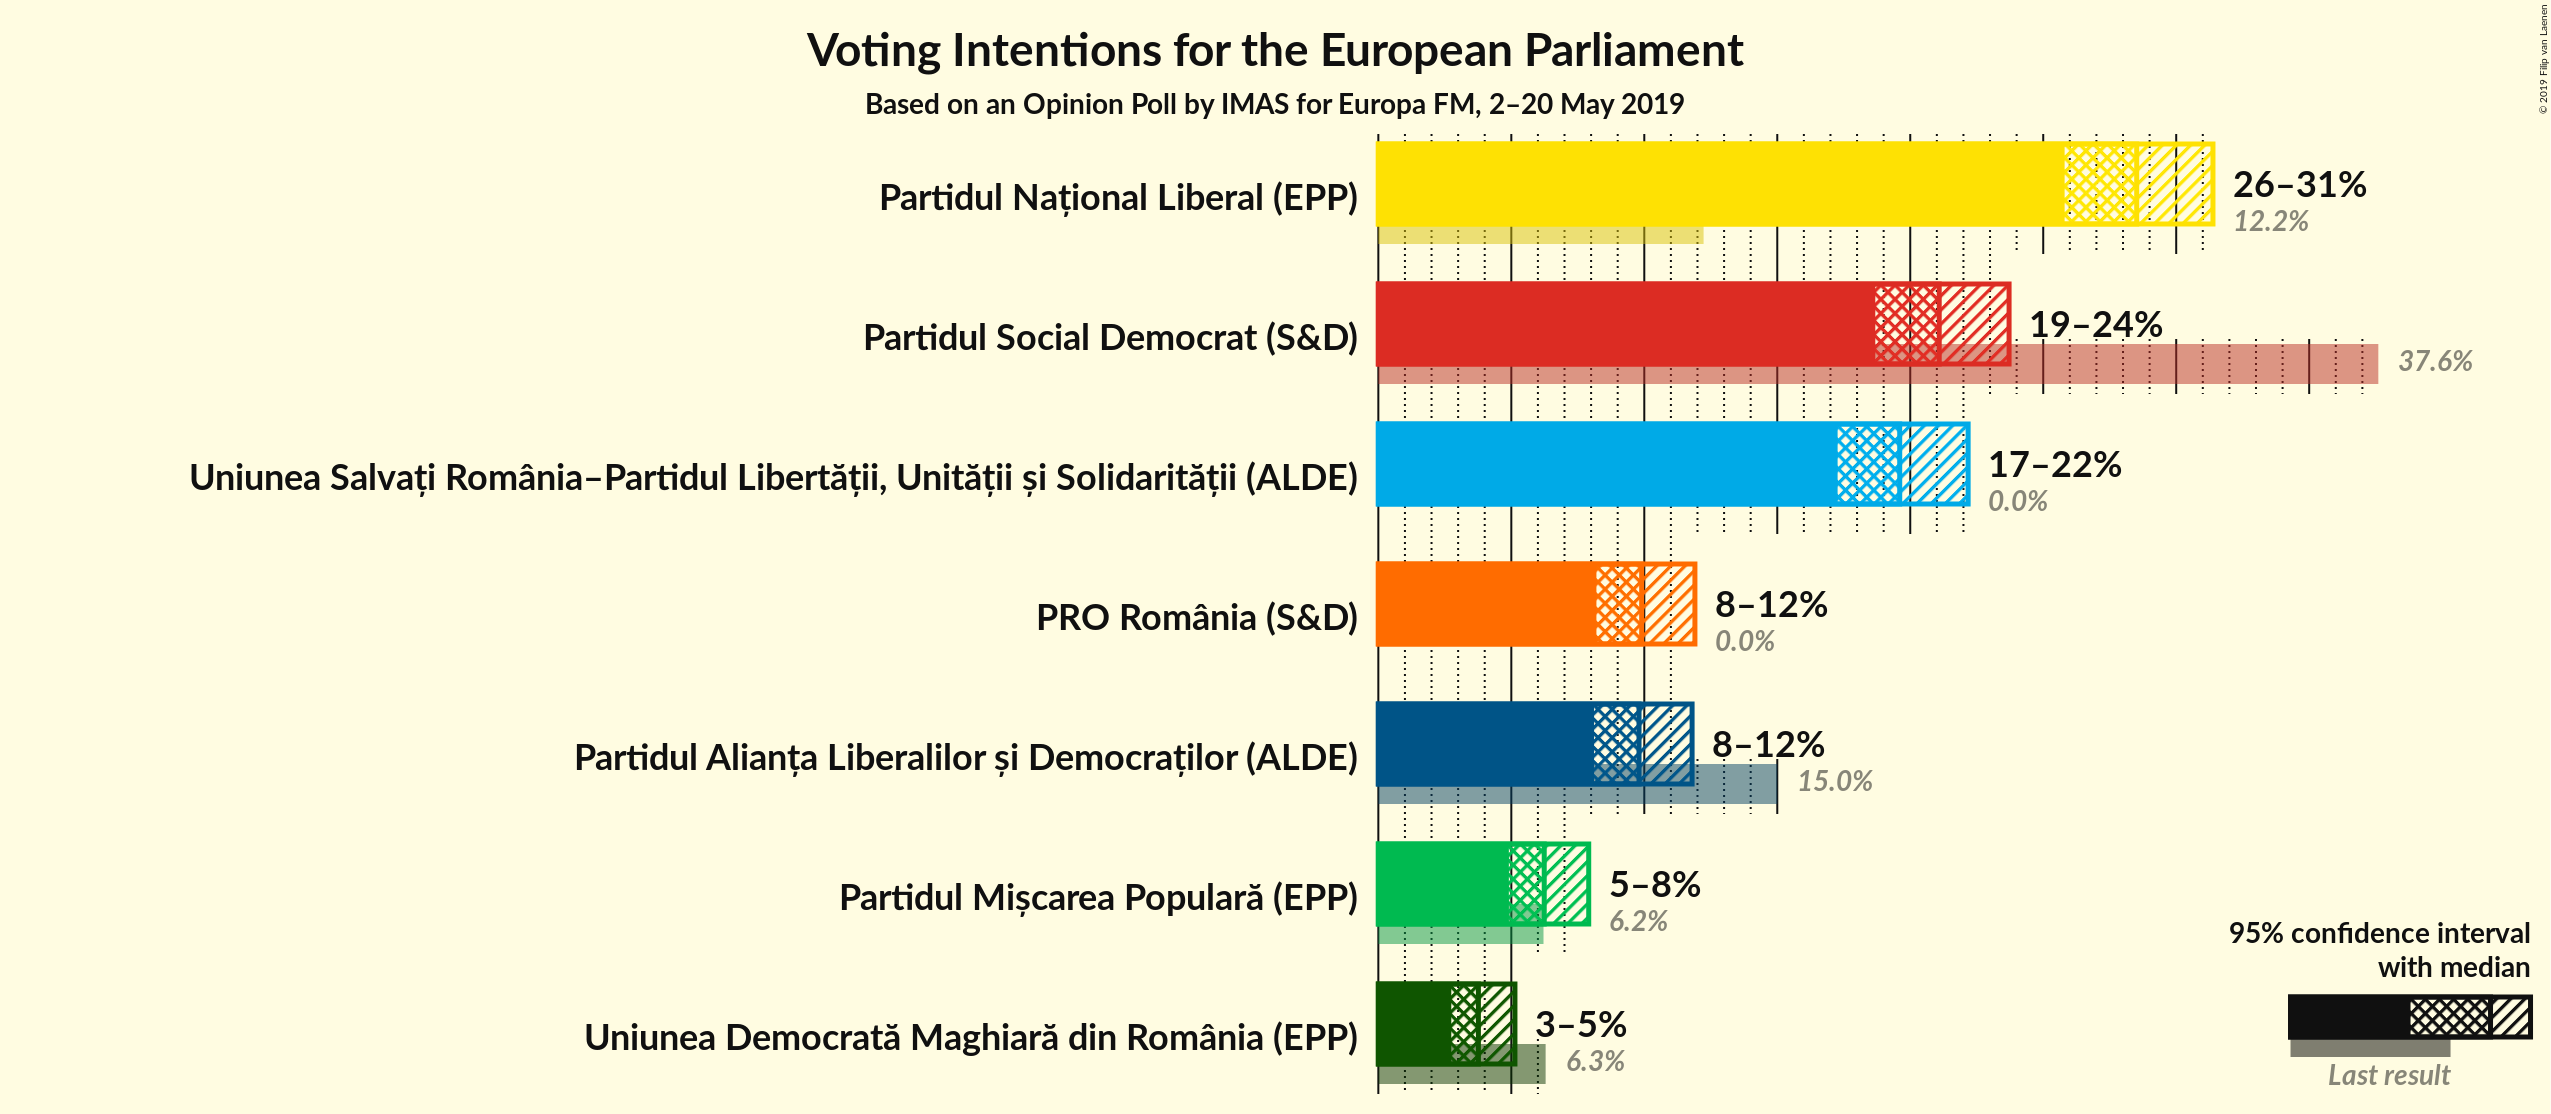 Voting Intentions for the European Parliament
Based on an Opinion Poll by IMAS for Europa FM, 2–20 May 2019
© 2019 Filip van Laenen
Partidul Național Liberal (EPP)
26–31%
12.2%
Partidul Social Democrat (S&D)
19–24%
37.6%
Uniunea Salvați România–Partidul Libertății, Unității și Solidarității (ALDE)
17–22%
0.0%
PRO România (S&D)
8–12%
0.0%
Partidul Alianța Liberalilor și Democraților (ALDE)
8–12%
15.0%
Partidul Mișcarea Populară (EPP)
5–8%
6.2%
Uniunea Democrată Maghiară din România (EPP)
3–5%
6.3%
95% confidence interval
with median
Last result